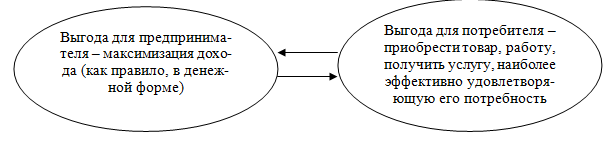 Выгода для предпринима-
теля – максимизация дохо-
да (как правило, в денеж-
ной форме)
Выгода для потребителя –
приобрести товар, работу,
получить услугу, наиболее
эффективно удовлетворя-
ющую его потребность